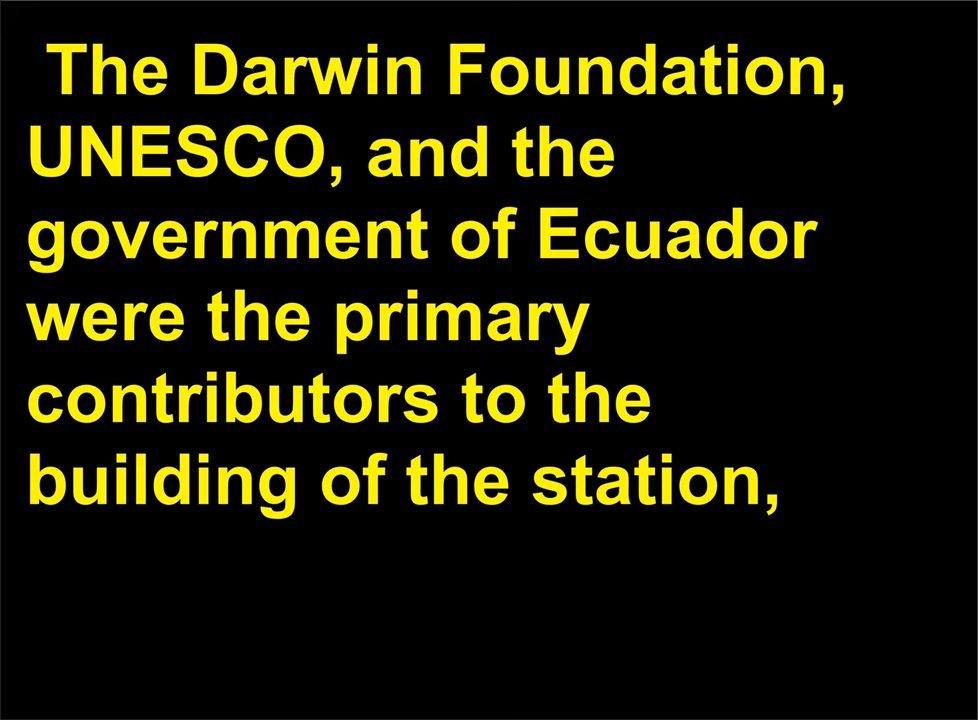 The Darwin Foundation,
UNESCO, and the
government of Ecuador
were the primary
contributors to the
building of the station,